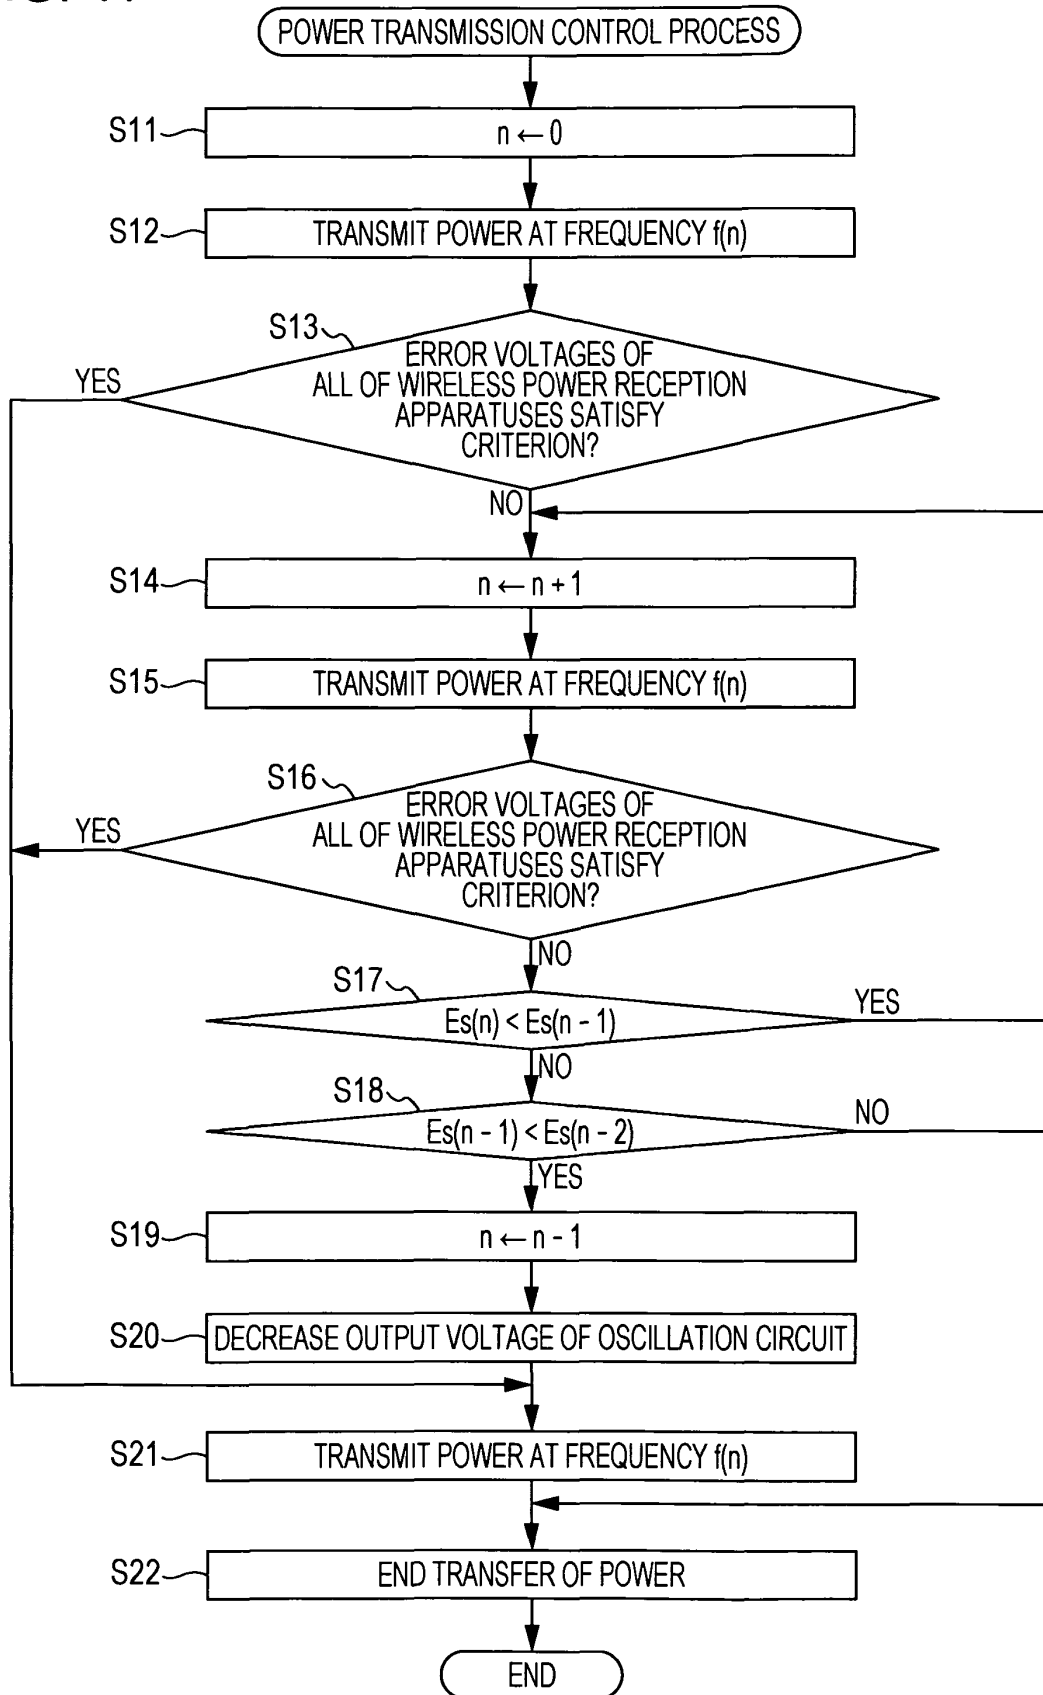 POWER TRANSMISSION CONTROL PROCESS
S11
n ← 0
S12
TRANSMIT POWER AT FREQUENCY f(n)
S13
ERROR VOLTAGES OF
ALL OF WIRELESS POWER RECEPTION
APPARATUSES SATISFY
CRITERION?
YES
NO
S14
n ← n + 1
S15
TRANSMIT POWER AT FREQUENCY f(n)
S16
ERROR VOLTAGES OF
ALL OF WIRELESS POWER RECEPTION
APPARATUSES SATISFY
CRITERION?
YES
NO
S17
Es(n) < Es(n - 1)
YES
NO
S18
Es(n - 1) < Es(n - 2)
NO
YES
S19
n ← n - 1
S20
DECREASE OUTPUT VOLTAGE OF OSCILLATION CIRCUIT
S21
TRANSMIT POWER AT FREQUENCY f(n)
S22
END TRANSFER OF POWER
END